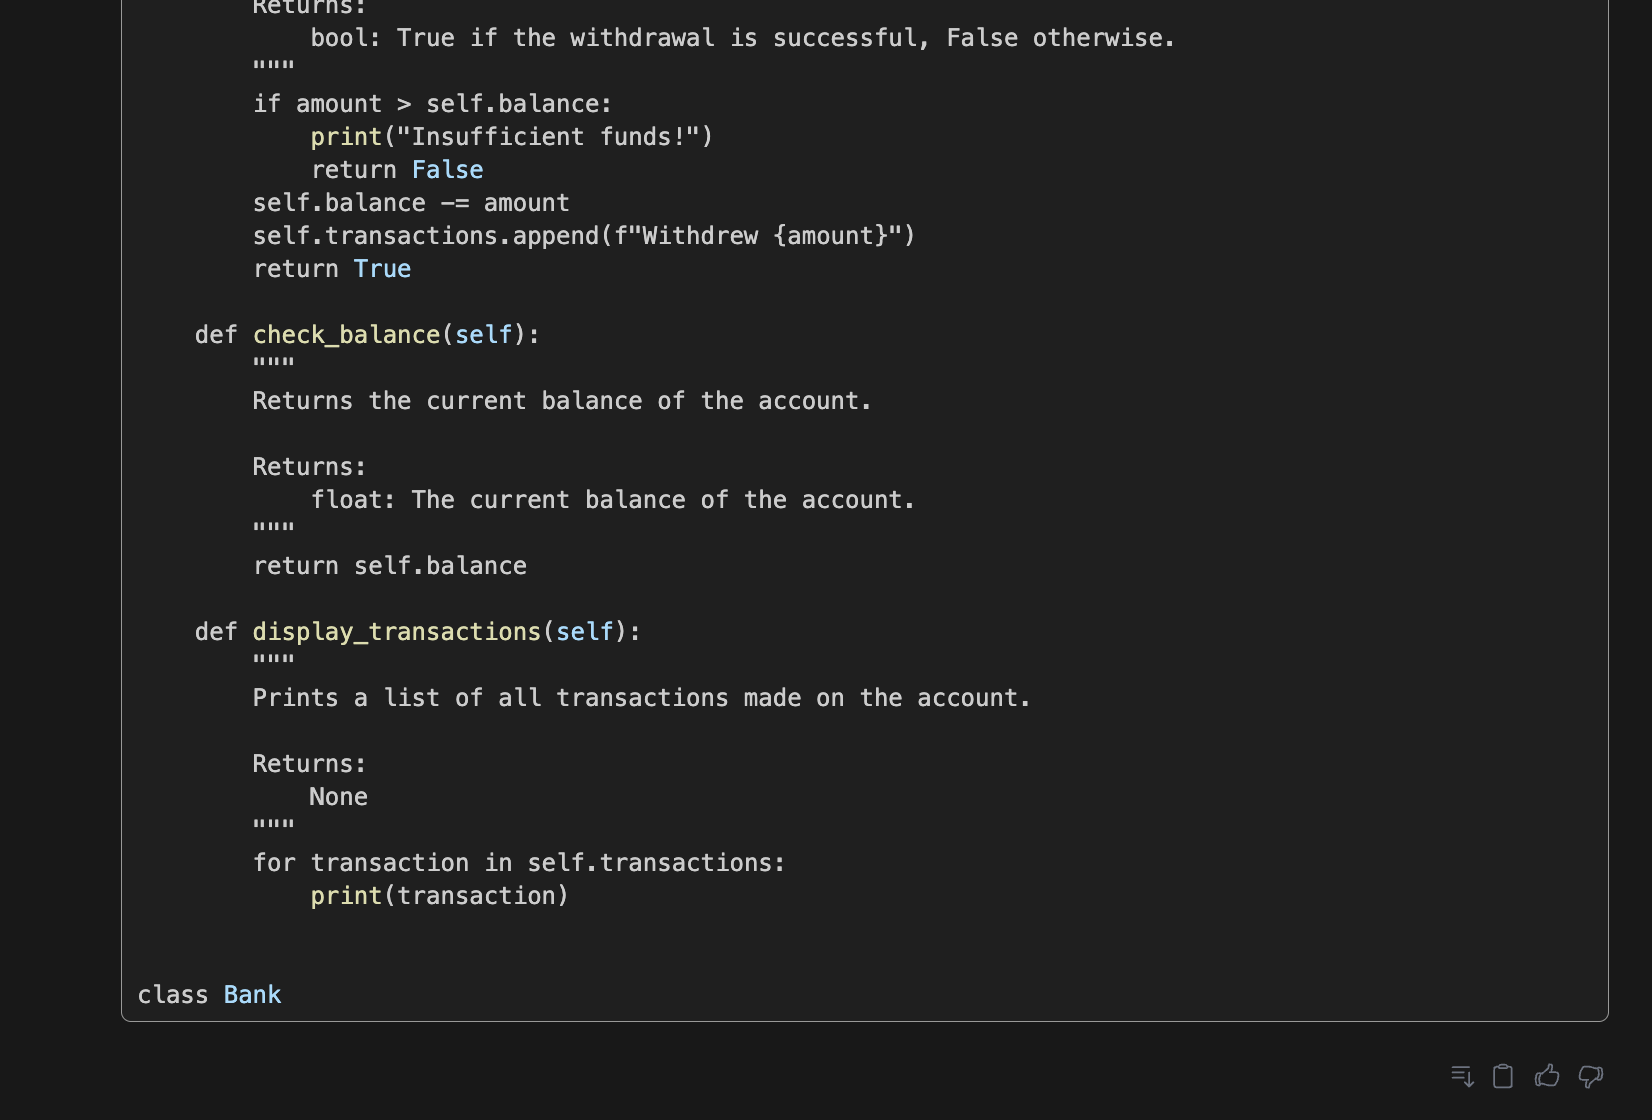 Returns:
bool: True if the withdrawal is successful, False otherwise.
"""
if amount > self.balance:
print("Insufficient funds!")
return False
self.balance -= amount
self.transactions.append(f"Withdrew {amount}")
return True
def check_balance(self):
"""
Returns the current balance of the account.
Returns:
float: The current balance of the account.
"""
return self.balance
def display_transactions(self):
"""
Prints a list of all transactions made on the account.
Returns:
None
"""
for transaction in self.transactions:
print(transaction)
class Bank